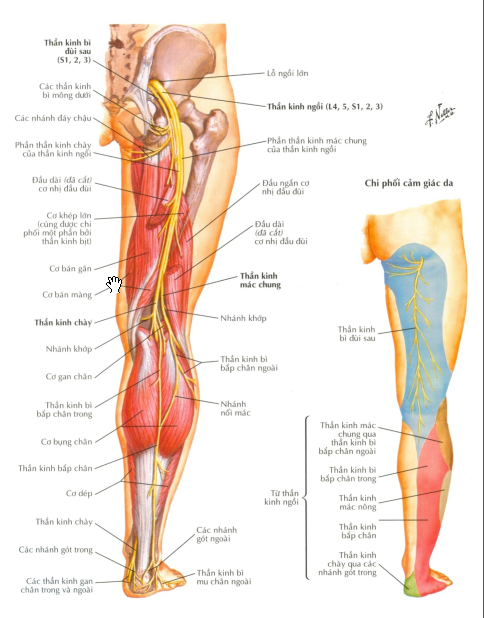 Thần kinh bì
đùi sau
(S1, 2, 3)
Các thần kinh
bì mông dưới
Các nhánh đáy chậu
Phần thần kinh chày
của thần kinh ngồi
Đầu dài (đã cắt)
cơ nhị đầu đùi
Cơ khép lớn
(cũng được chi
phối một phần bởi
thần kinh bịt)
Cơ bán gân
Cơ bán màng
Thần kinh chày
Nhánh khớp
Cơ gan chân
Thần kinh bì
bắp chân trong
Cơ bụng chân
Thần kinh bắp chân
Cơ dép
Thần kinh chày
Các nhánh gót trong
Các thần kinh gan
chân trong và ngoài
Lỗ ngồi lớn
Thần kinh ngồi (L4, 5, S1, 2, 3)
Phần thần kinh mác chung
của thần kinh ngồi
Đầu ngắn cơ
nhị đầu đùi
Đầu dài
(đã cắt)
cơ nhị đầu đùi
Thần kinh
mác chung
Nhánh khớp
Thần kinh bì
bắp chân ngoài
Nhánh
nối mác
Các nhánh
gót ngoài
Thần kinh bì
mu chân ngoài
F. Netter
Chi phối cảm giác da
Thần kinh
bì đùi sau
Từ thần
kinh ngồi
Thần kinh mác
chung qua
thần kinh bì
bắp chân ngoài
Thần kinh bì
bắp chân trong
Thần kinh
mác nông
Thần kinh
bắp chân
Thần kinh
chày qua các
nhánh gót trong